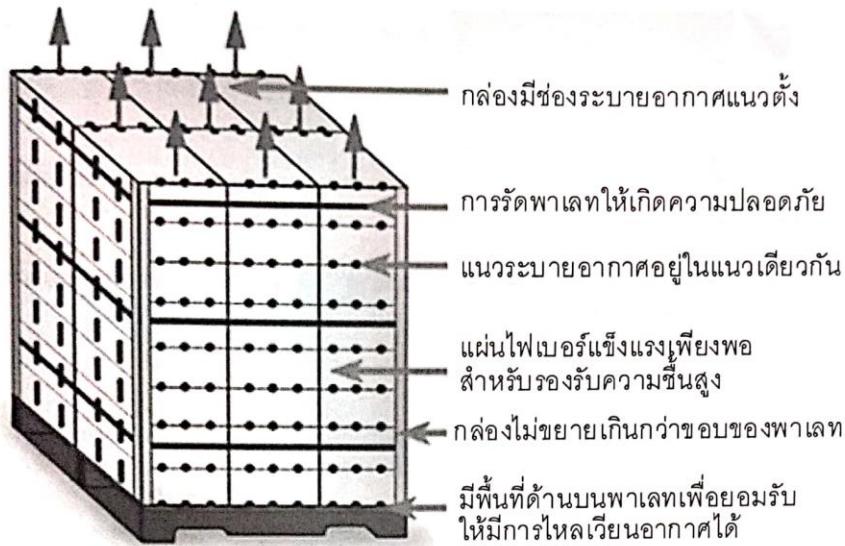 กล่องมีช่องระบายอากาศแนวตั้ง
การรัดพาเลทให้เกิดความปลอดภัย
แนวระบายอากาศอยู่ในแนวเดียวกัน
แผ่นไฟเบอร์แข็งแรงเพียงพอ
สำหรับรองรับความชื้นสูง
กล่องไม่ขยายเกินกว่าขอบของพาเลท
มีพื้นที่ด้านบนพาเลทเพื่อยอมรับ
ให้มีการไหลเวียนอากาศได้